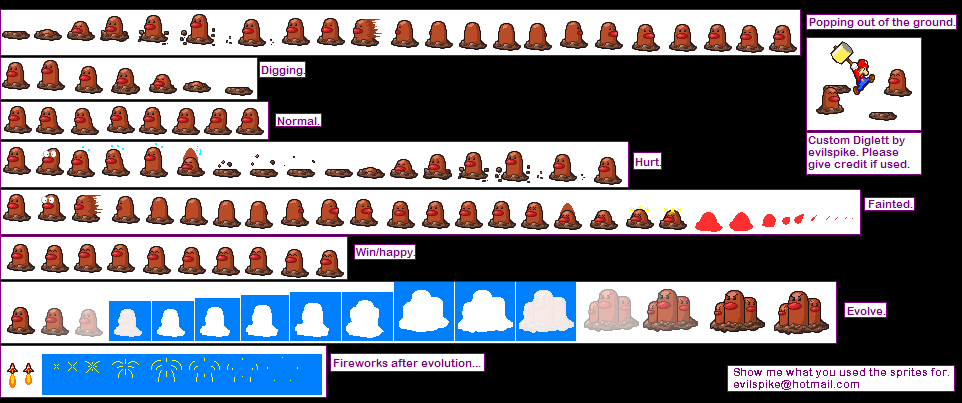 Popping out of the ground.
Digging.
Normal.
Custom Diglett by
evilspike. Please
give credit if used.
Hurt.
Fainted.
Win/happy.
Evolve.
Fireworks after evolution...
Show me what you used the sprites for.
evilspike@hotmail.com